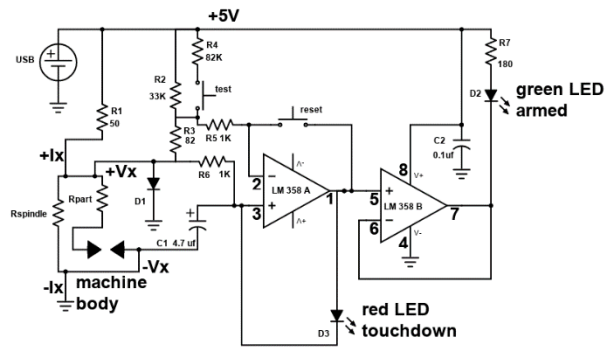 +5V
USB
R4
82K
R7
180
R2
33K
test
D2
green LED
armed
R1
50
reset
R3
82
R5 1K
C2
0.1uf
+Ix
+Vx
R6 1K
2
V-
LM 358 A
1
8
V+
5
LM 358 B
7
Rspindle
Rpart
D1
3
V+
6
4
V-
C1 4.7 uf
-Vx
-Ix
machine
body
red LED
touchdown
D3